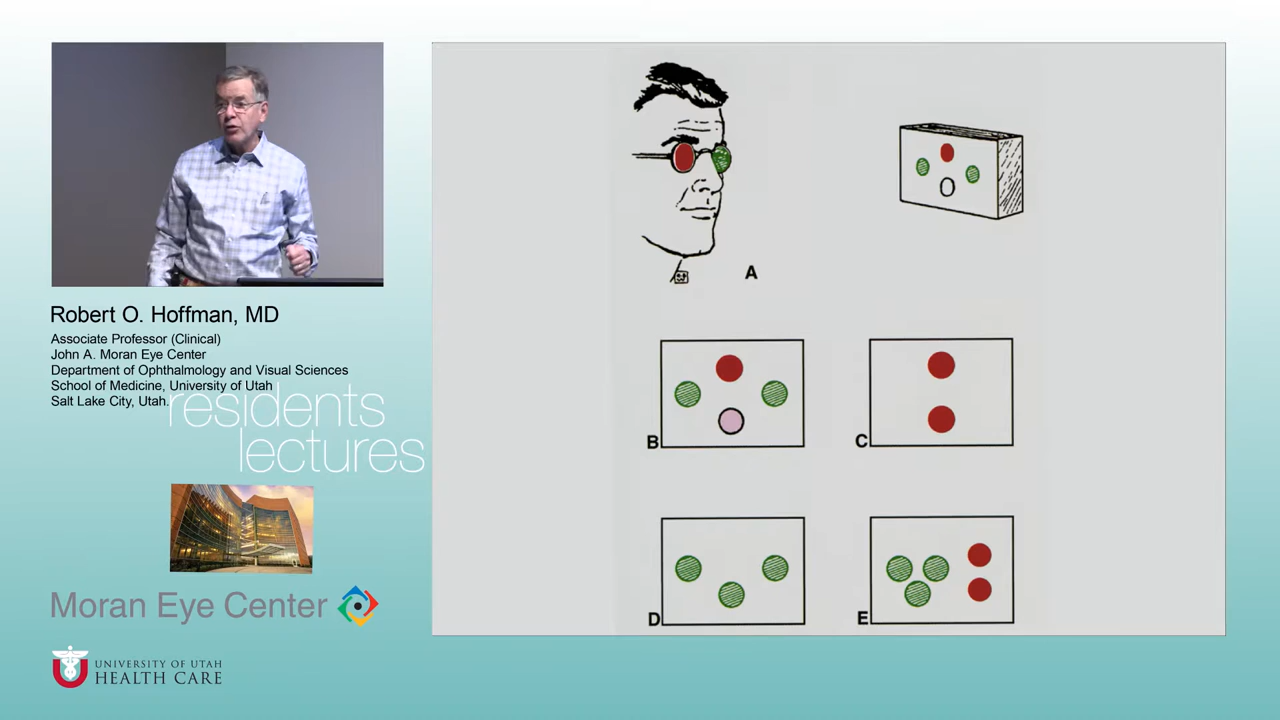 Robert O. Hoffman, MD
Associate Professor (Clinical)
John A. Moran Eye Center
Department of Ophthalmology and Visual Sciences
School of Medicine, University of Utah
Salt Lake City, Utah.
residents
lectures
Moran Eye Center
UNIVERSITY OF UTAH
HEALTH CARE
A
B
C
D
E